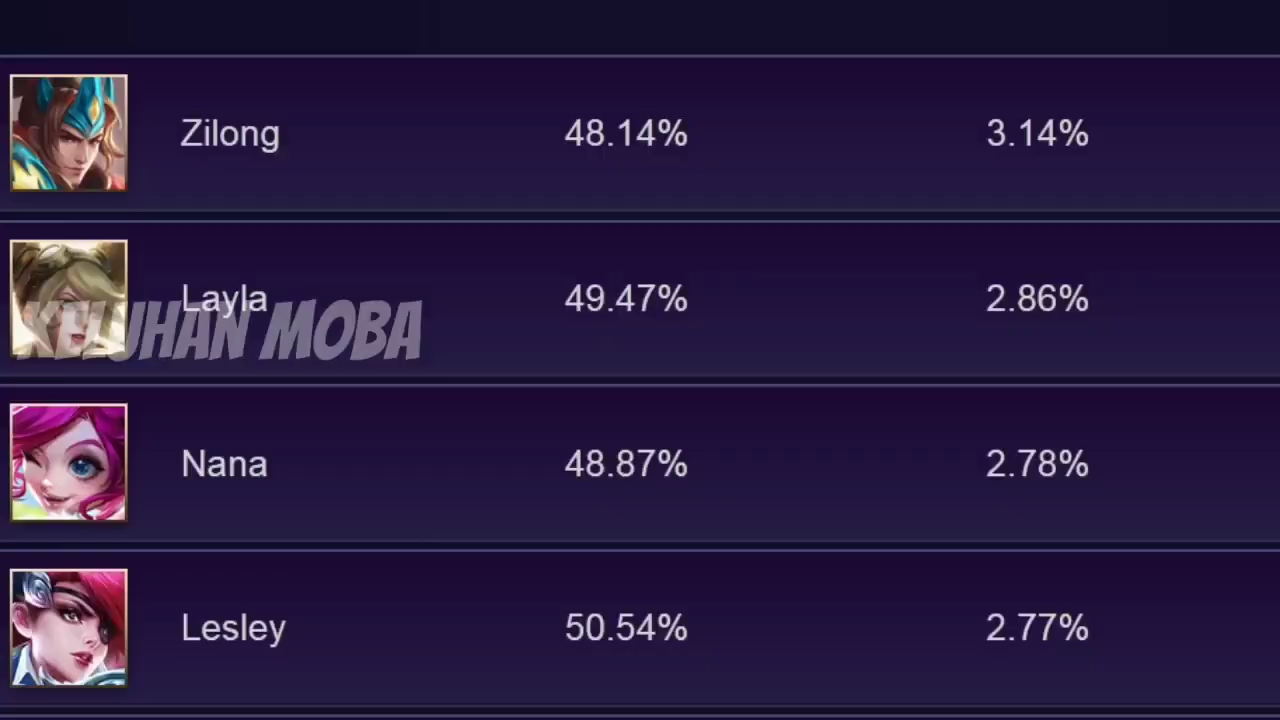 Zilong 48.14% 3.14%
Layla 49.47% 2.86%
KELUHAN MOBA
Nana 48.87% 2.78%
Lesley 50.54% 2.77%